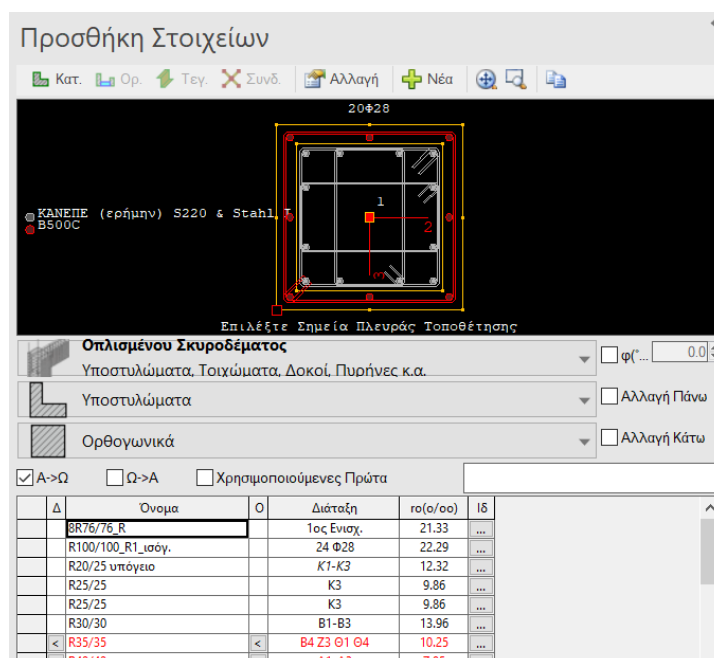 Προσθήκη Στοιχείων
Κατ. Ορ. Τεγ. Συνδ. Αλλαγή Νέα
20Φ28
ΚΑΝΕΠΕ (ερήμην) S220 & Stahl I
B500C
1
2
3
Επιλέξτε Σημεία Πλευράς Τοποθέτησης
Οπλισμένου Σκυροδέματος
Υποστυλώματα, Τοιχώματα, Δοκοί, Πυρήνες κ.α.
φ(°... 0.0
Υποστυλώματα
Αλλαγή Πάνω
Ορθογωνικά
Αλλαγή Κάτω
Α->Ω Ω->Α Χρησιμοποιούμενες Πρώτα
Δ Όνομα Ο Διάταξη ro(ο/οο) Ιδ
8R76/76_R 1ος Ενισχ. 21.33 ...
R100/100_R1_ισόγ. 24 Φ28 22.29 ...
R20/25 υπόγειο Κ1-Κ3 12.32 ...
R25/25 Κ3 9.86 ...
R25/25 Κ3 9.86 ...
R30/30 Β1-Β3 13.96 ...
< R35/35 < Β4 Ζ3 Θ1 Θ4 10.25 ...